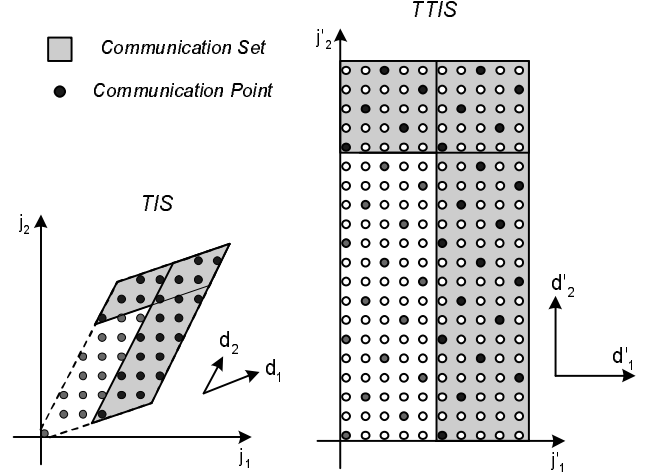 TTIS
j'2
Communication Set
Communication Point
TIS
j2
d'2
d2
d1
d'1
j1
j'1